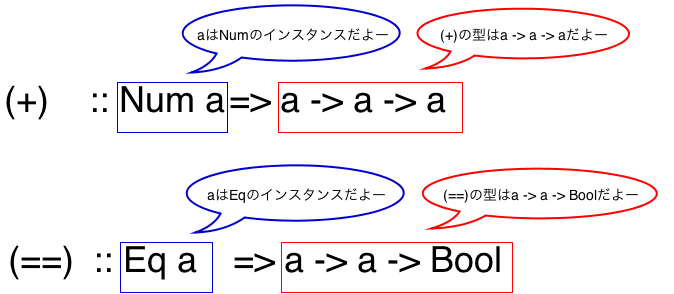 aはNumのインスタンスだよー
(+)の型はa -> a -> aだよー
(+) :: Num a => a -> a -> a
aはEqのインスタンスだよー
(==)の型はa -> a -> Boolだよー
(==) :: Eq a => a -> a -> Bool